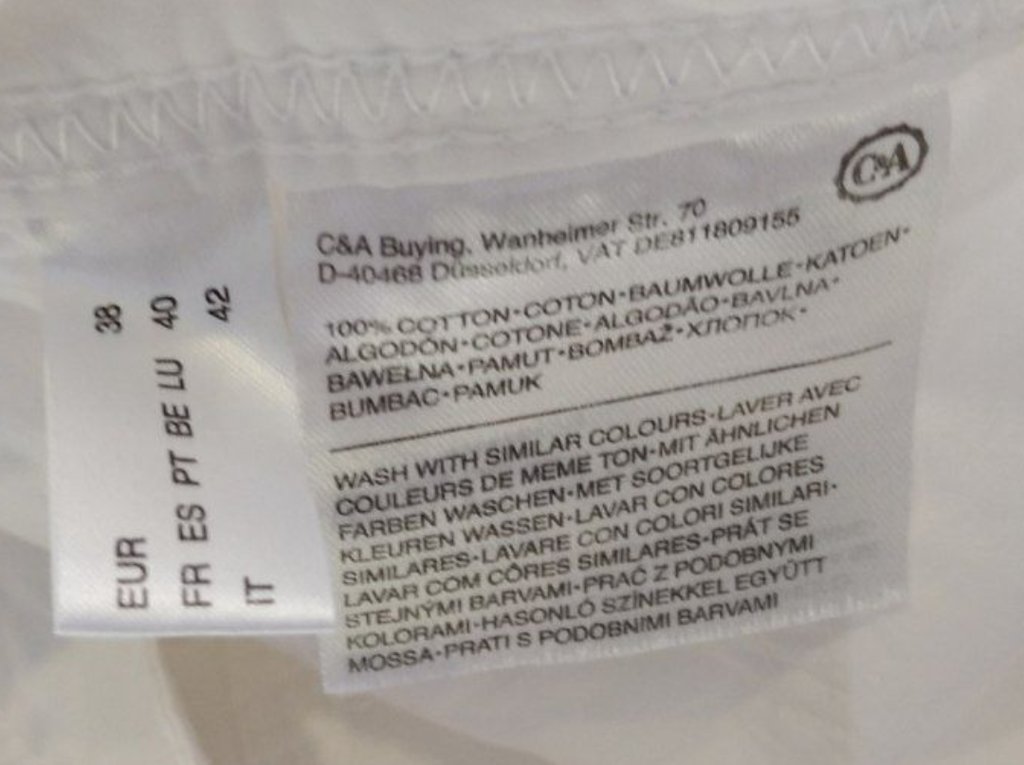 EUR 38
FR ES PT BE LU 40
IT 42
C&A
C&A Buying, Wanheimer Str. 70
D-40468 Düsseldorf, VAT DE811809155
100% COTTON•COTON•BAUMWOLLE•KATOEN•
ALGODÓN•COTONE•ALGODÃO•BAVLNA•
BAWEŁNA•PAMUT•BOMBAŽ•ХЛОПОК•
BUMBAC•PAMUK
WASH WITH SIMILAR COLOURS•LAVER AVEC
COULEURS DE MEME TON•MIT ÄHNLICHEN
FARBEN WASCHEN•MET SOORTGELIJKE
KLEUREN WASSEN•LAVAR CON COLORES
SIMILARES•LAVARE CON COLORI SIMILARI•
LAVAR COM CÔRES SIMILARES•PRÁT SE
STEJNÝMI BARVAMI•PRAĆ Z PODOBNYMI
KOLORAMI•HASONLÓ SZÍNEKKEL EGYÜTT
MOSSA•PRATI S PODOBNIMI BARVAMI